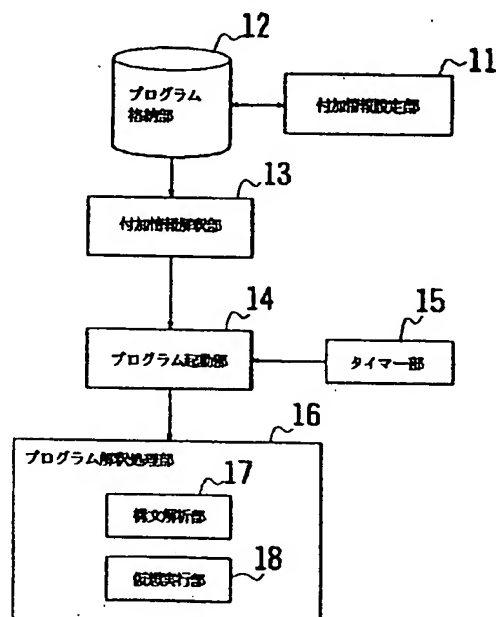 12
プログラム
格納部
11
付加情報設定部
13
付加情報解釈部
14
プログラム起動部
15
タイマー部
16
プログラム解釈処理部
17
構文解析部
18
仮想実行部